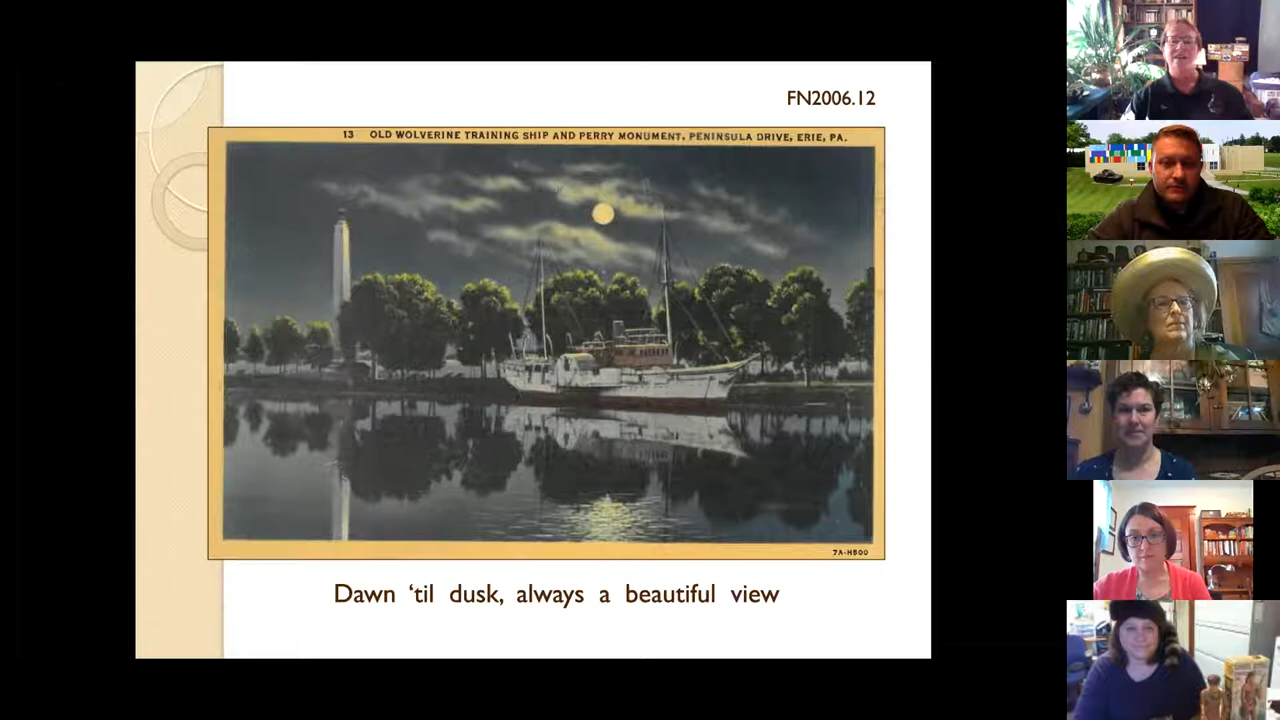 FN2006.12
13 OLD WOLVERINE TRAINING SHIP AND PERRY MONUMENT, PENINSULA DRIVE, ERIE, PA.
7A-H500
Dawn ‘til dusk, always a beautiful view